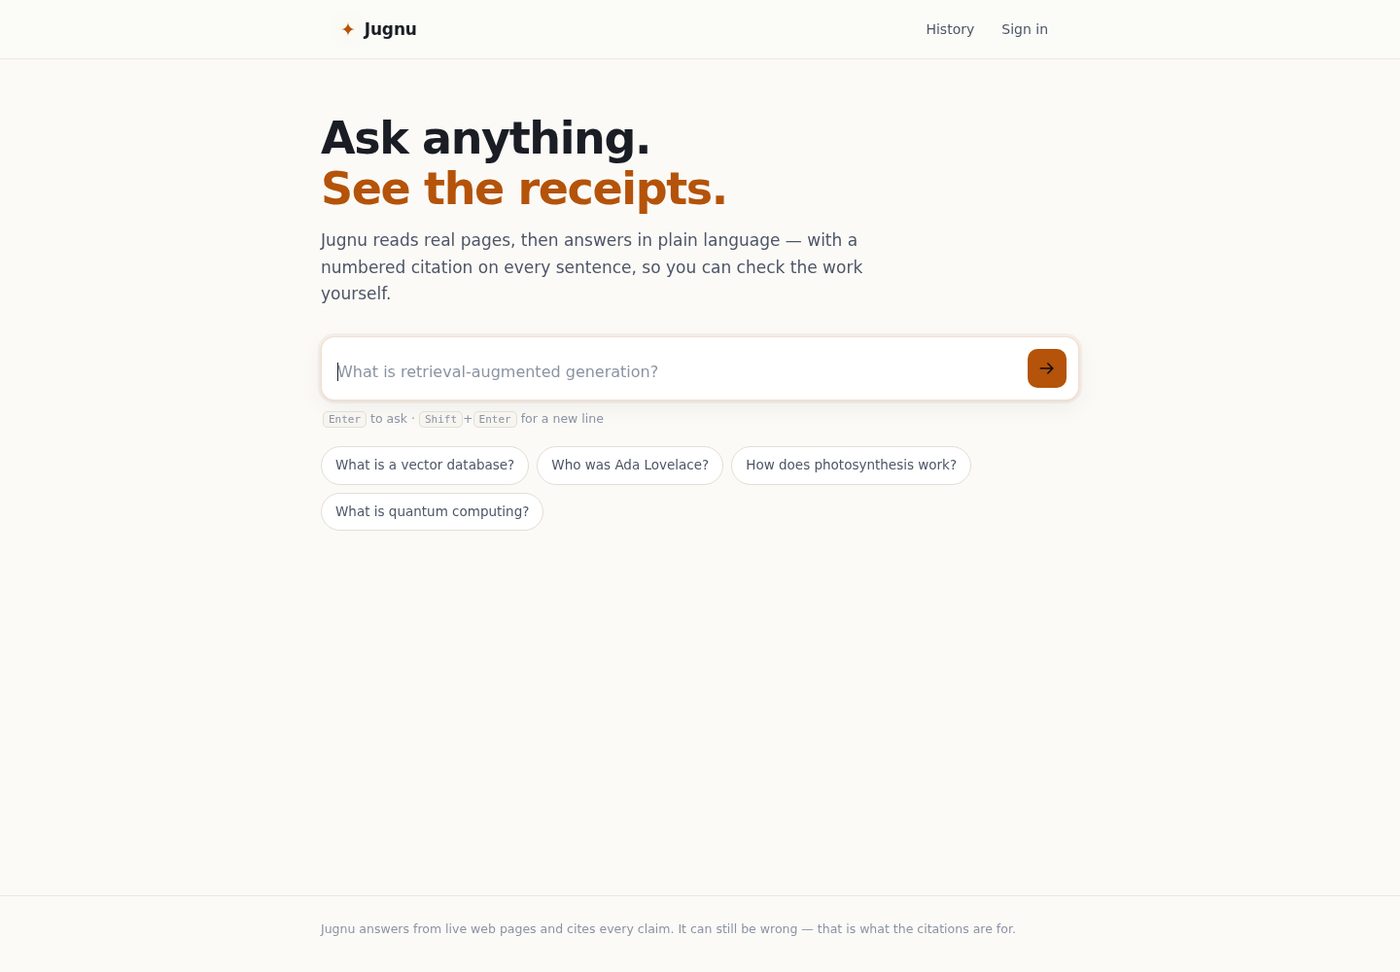 ✦ Jugnu
History
Sign in
Ask anything.
See the receipts.
Jugnu reads real pages, then answers in plain language — with a
numbered citation on every sentence, so you can check the work
yourself.
What is retrieval-augmented generation?
→
Enter to ask · Shift+Enter for a new line
What is a vector database?
Who was Ada Lovelace?
How does photosynthesis work?
What is quantum computing?
Jugnu answers from live web pages and cites every claim. It can still be wrong — that is what the citations are for.